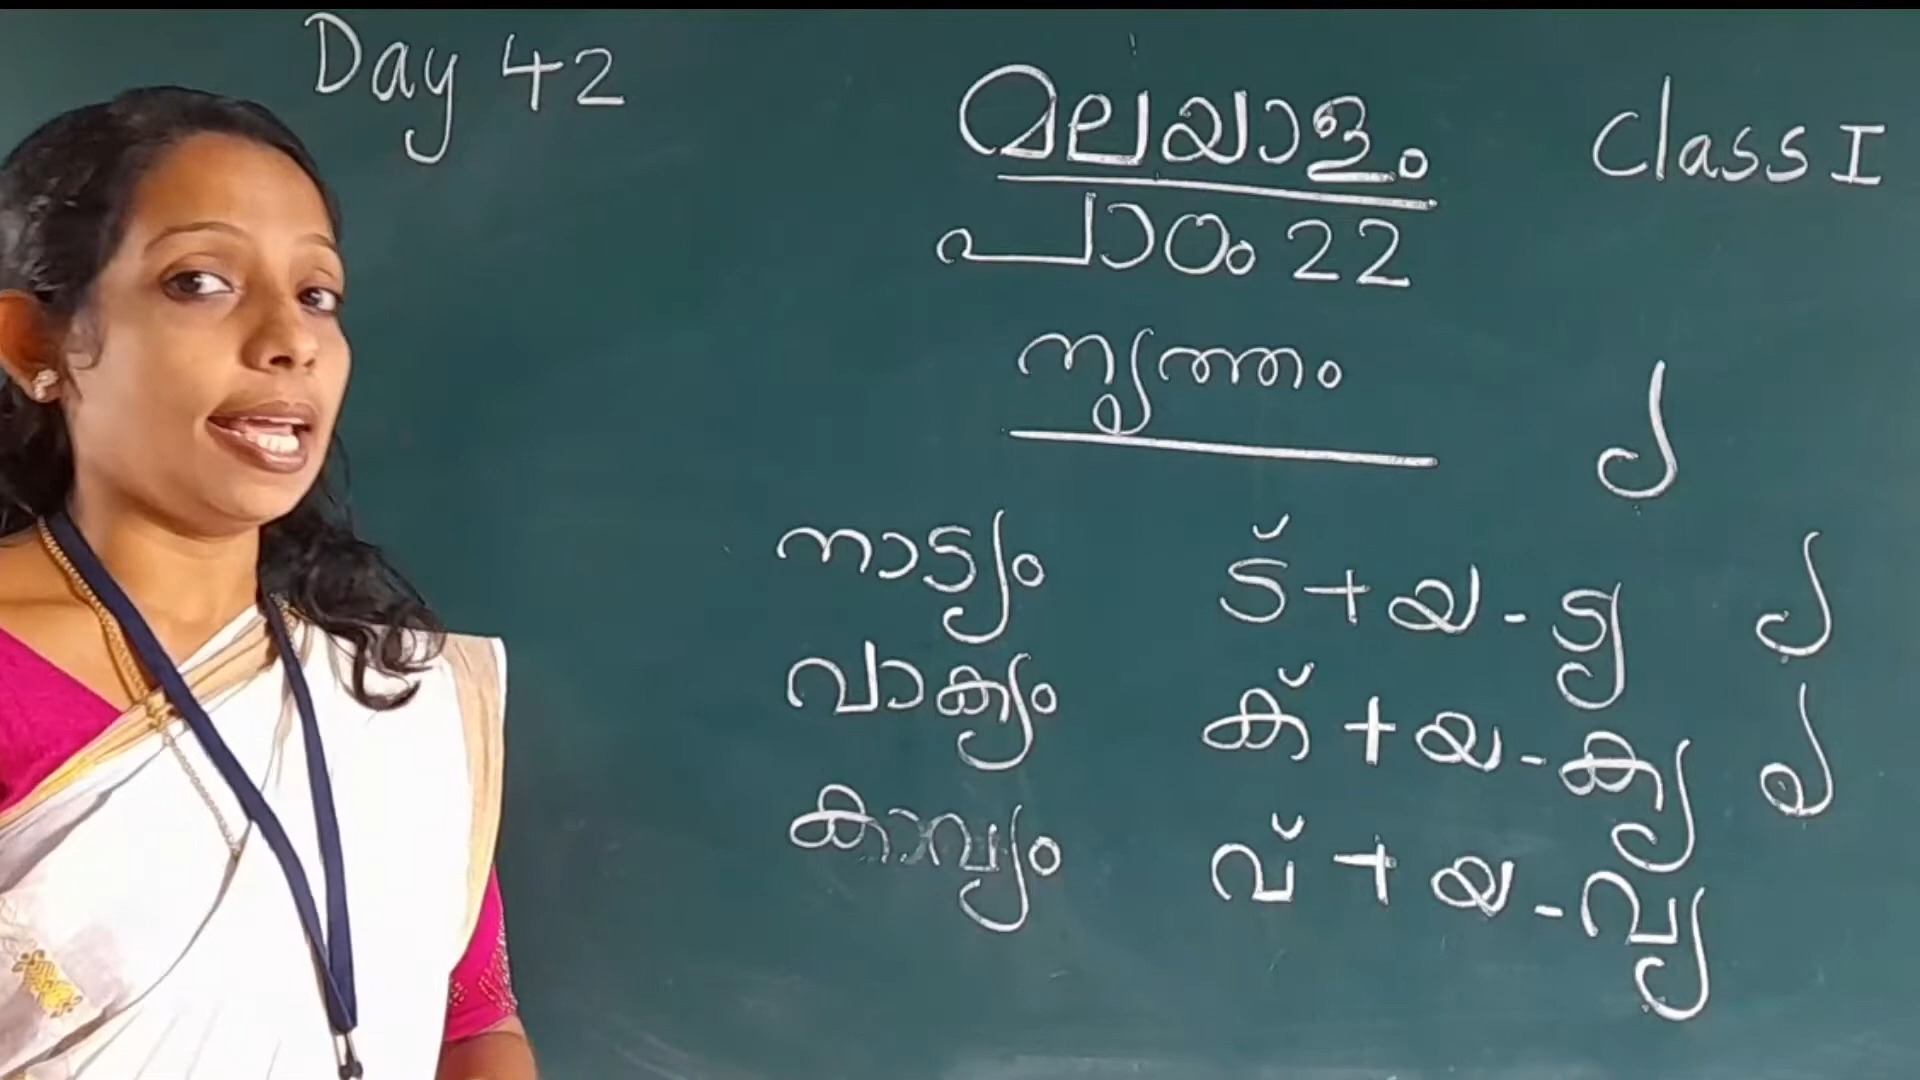 Day 42
മലയാളം
Class I
പാഠം 22
നൃത്തം
്യ
നാട്യം ട് + യ - ട്യ ്യ
വാക്യം ക് + യ - ക്യ ്യ
കാവ്യം വ് + യ - വ്യ